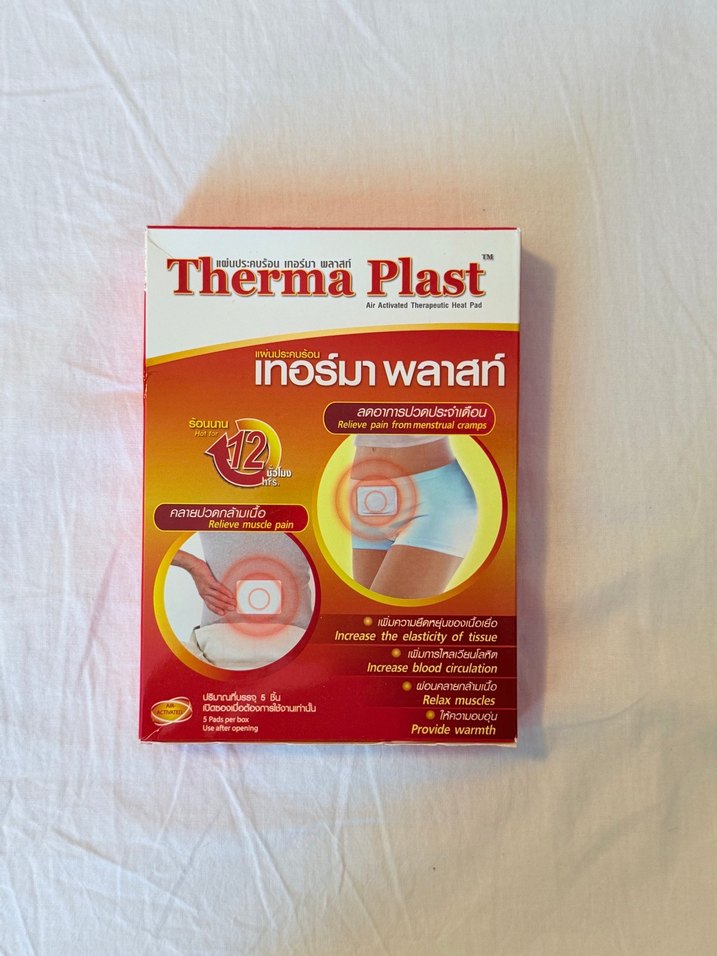 แผ่นประคบร้อน เทอร์มา พลาสท์
Therma Plast™
Air Activated Therapeutic Heat Pad
แผ่นประคบร้อน
เทอร์มา พลาสท์
ร้อนนาน
Hot for
12
ชั่วโมง
hrs.
ลดอาการปวดประจำเดือน
Relieve pain from menstrual cramps
คลายปวดกล้ามเนื้อ
Relieve muscle pain
เพิ่มความยืดหยุ่นของเนื้อเยื่อ
Increase the elasticity of tissue
เพิ่มการไหลเวียนโลหิต
Increase blood circulation
ผ่อนคลายกล้ามเนื้อ
Relax muscles
ให้ความอบอุ่น
Provide warmth
AIR
ACTIVATED
ปริมาณที่บรรจุ 5 ชิ้น
เปิดซองเมื่อต้องการใช้งานเท่านั้น
5 Pads per box
Use after opening